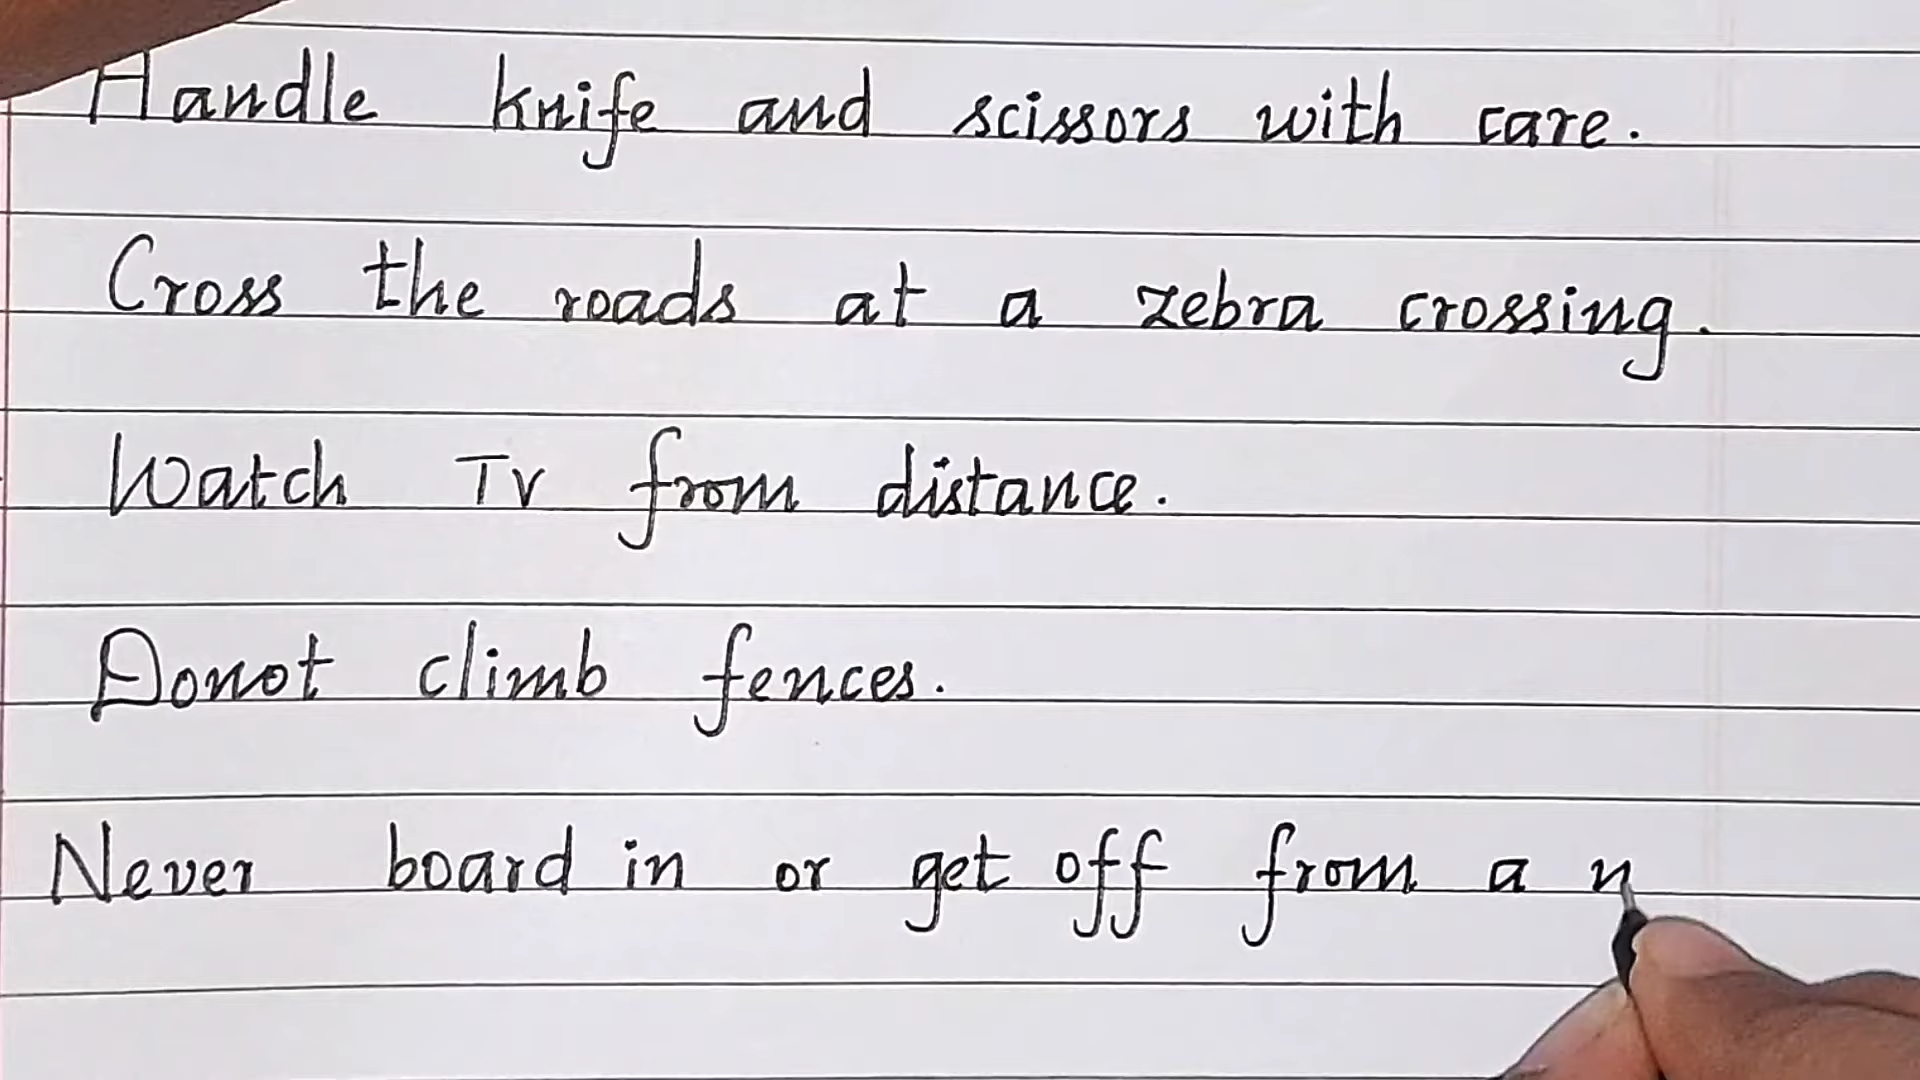 Handle knife and scissors with care.
Cross the roads at a zebra crossing.
Watch TV from distance.
Donot climb fences.
Never board in or get off from a